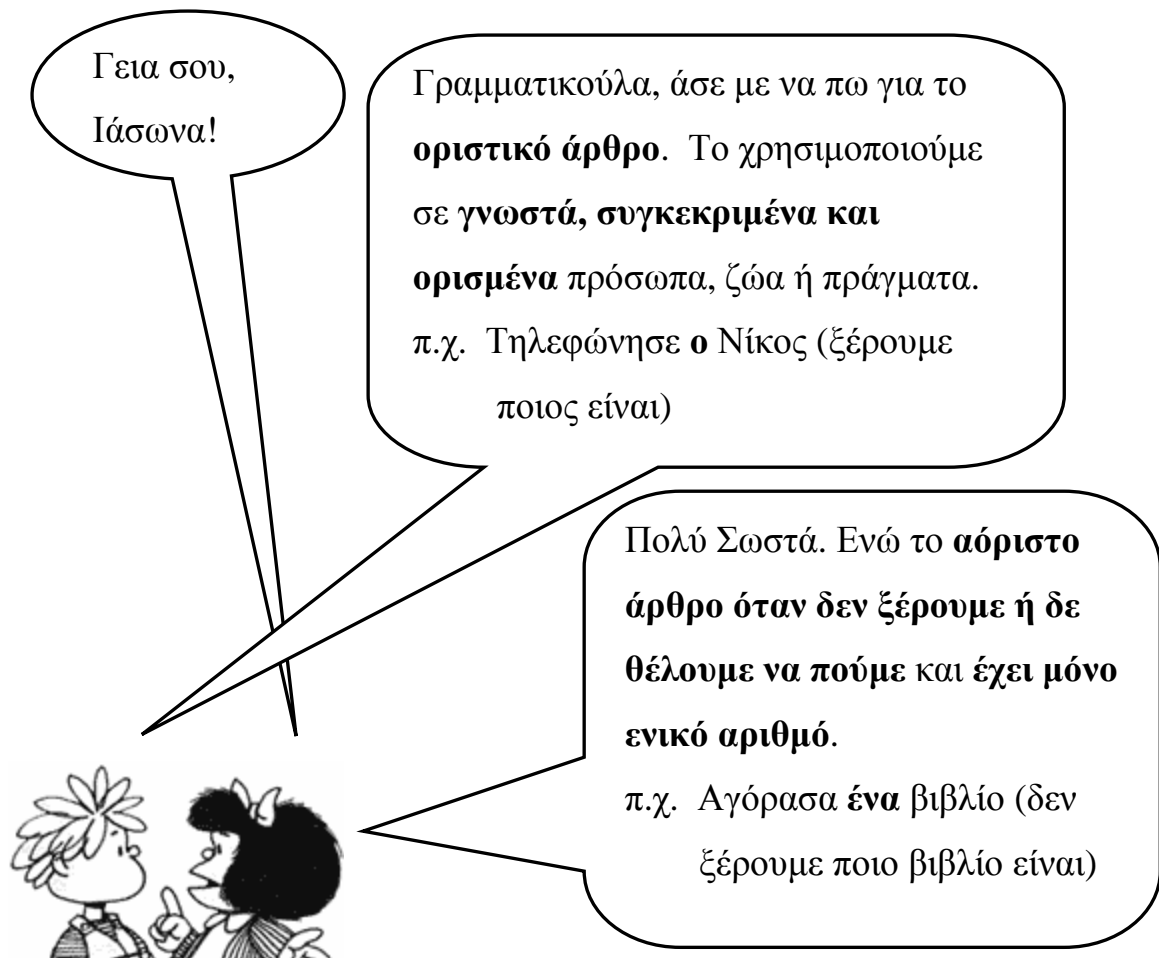 Γεια σου,
Ιάσωνα!
Γραμματικούλα, άσε με να πω για το
οριστικό άρθρο. Το χρησιμοποιούμε
σε γνωστά, συγκεκριμένα και
ορισμένα πρόσωπα, ζώα ή πράγματα.
π.χ. Τηλεφώνησε ο Νίκος (ξέρουμε
ποιος είναι)
Πολύ Σωστά. Ενώ το αόριστο
άρθρο όταν δεν ξέρουμε ή δε
θέλουμε να πούμε και έχει μόνο
ενικό αριθμό.
π.χ. Αγόρασα ένα βιβλίο (δεν
ξέρουμε ποιο βιβλίο είναι)